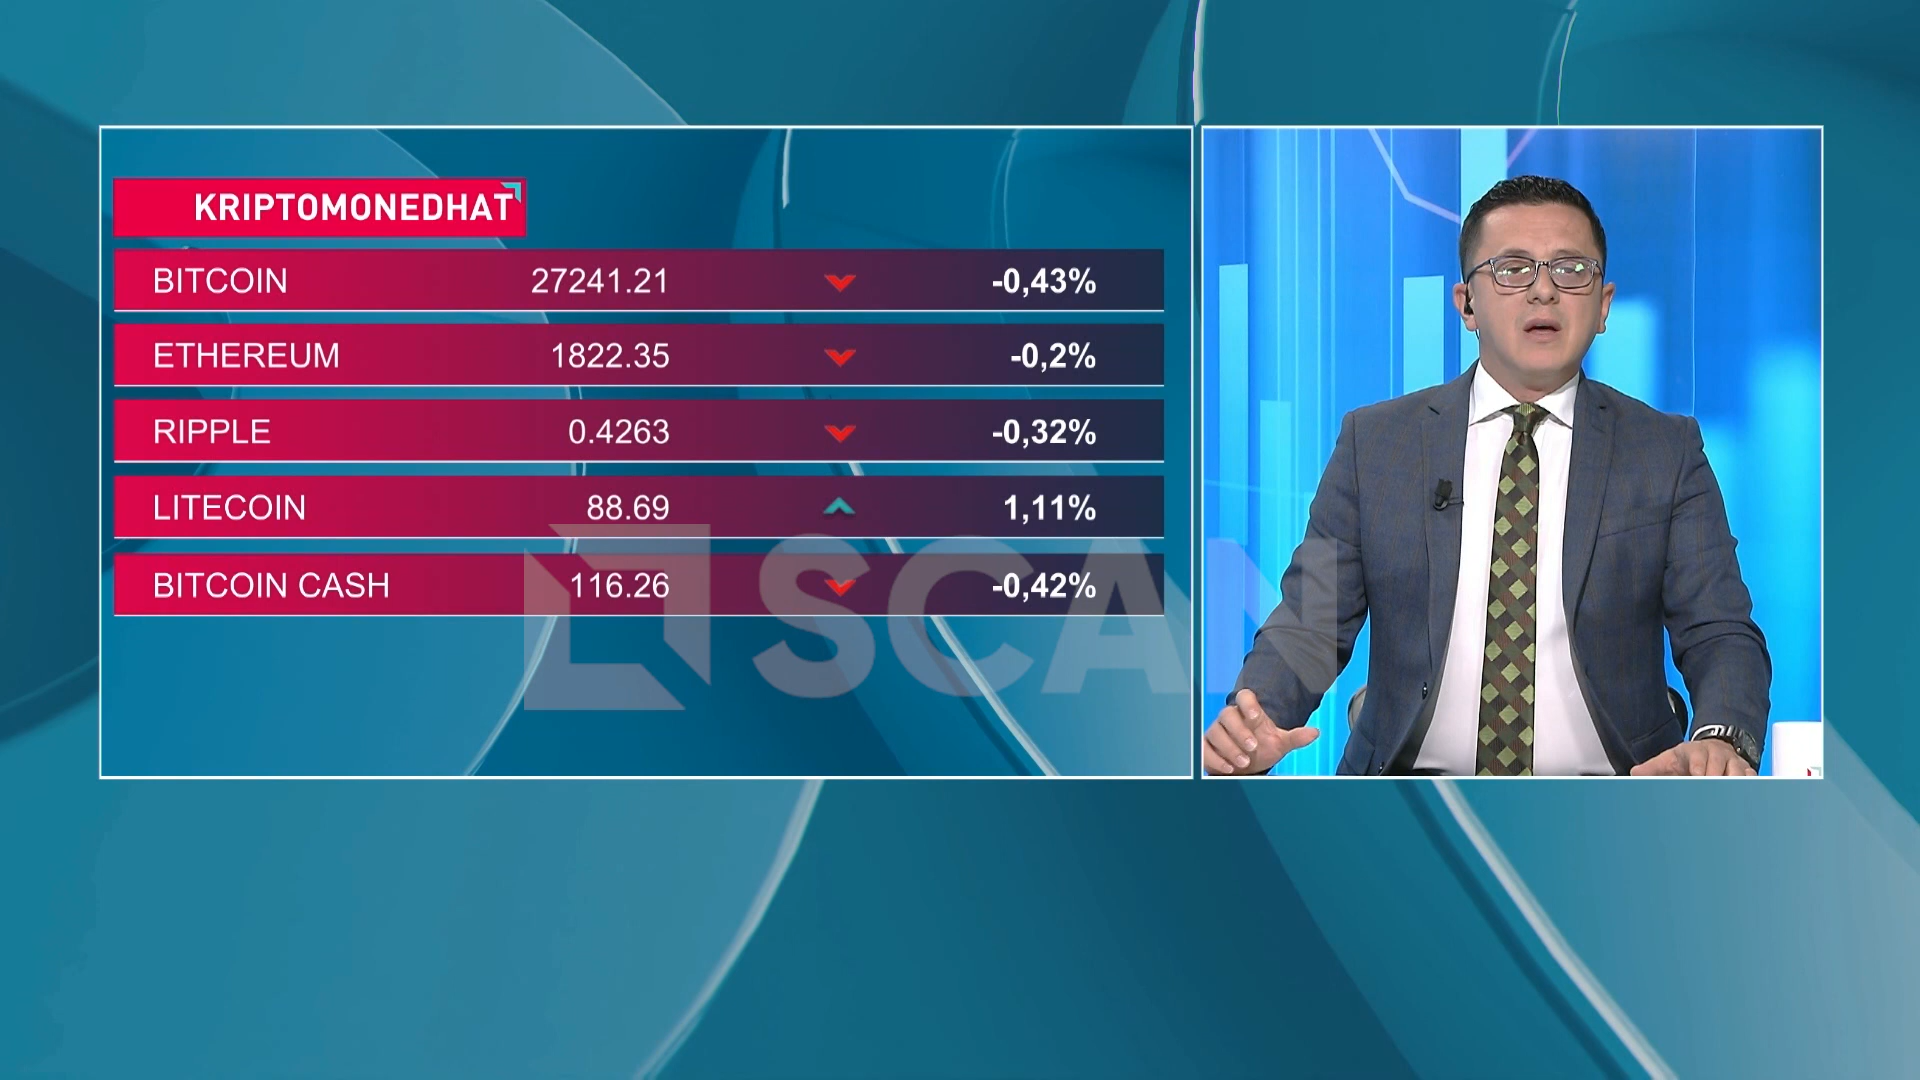 KRIPTOMONEDHAT
BITCOIN 27241.21 -0,43%
ETHEREUM 1822.35 -0,2%
RIPPLE 0.4263 -0,32%
LITECOIN 88.69 1,11%
BITCOIN CASH 116.26 -0,42%
SCAN